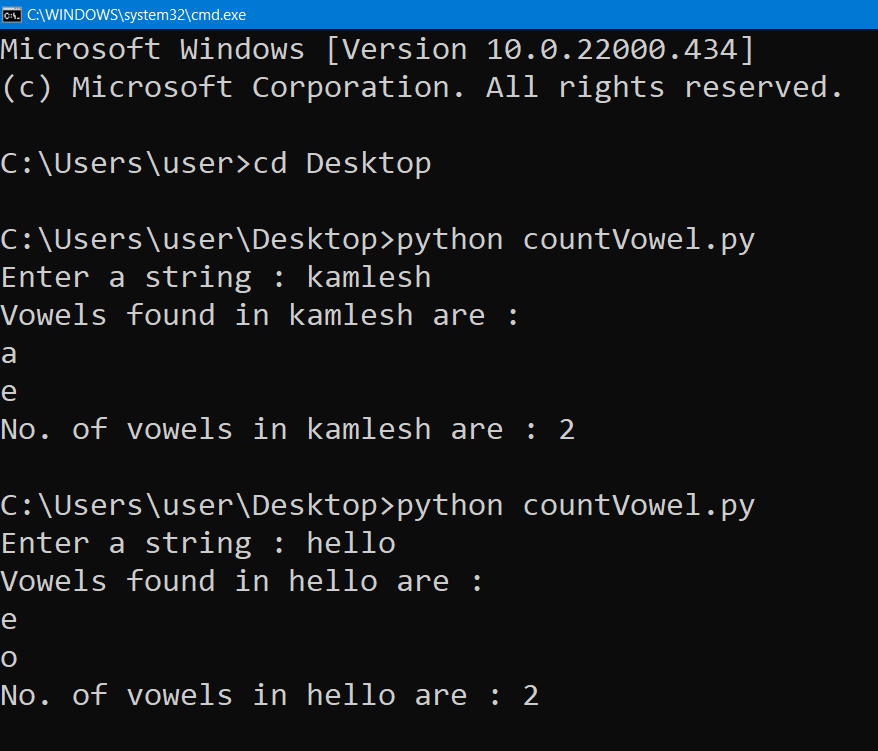 C:\WINDOWS\system32\cmd.exe
Microsoft Windows [Version 10.0.22000.434]
(c) Microsoft Corporation. All rights reserved.
C:\Users\user>cd Desktop
C:\Users\user\Desktop>python countVowel.py
Enter a string : kamlesh
Vowels found in kamlesh are :
a
e
No. of vowels in kamlesh are : 2
C:\Users\user\Desktop>python countVowel.py
Enter a string : hello
Vowels found in hello are :
e
o
No. of vowels in hello are : 2